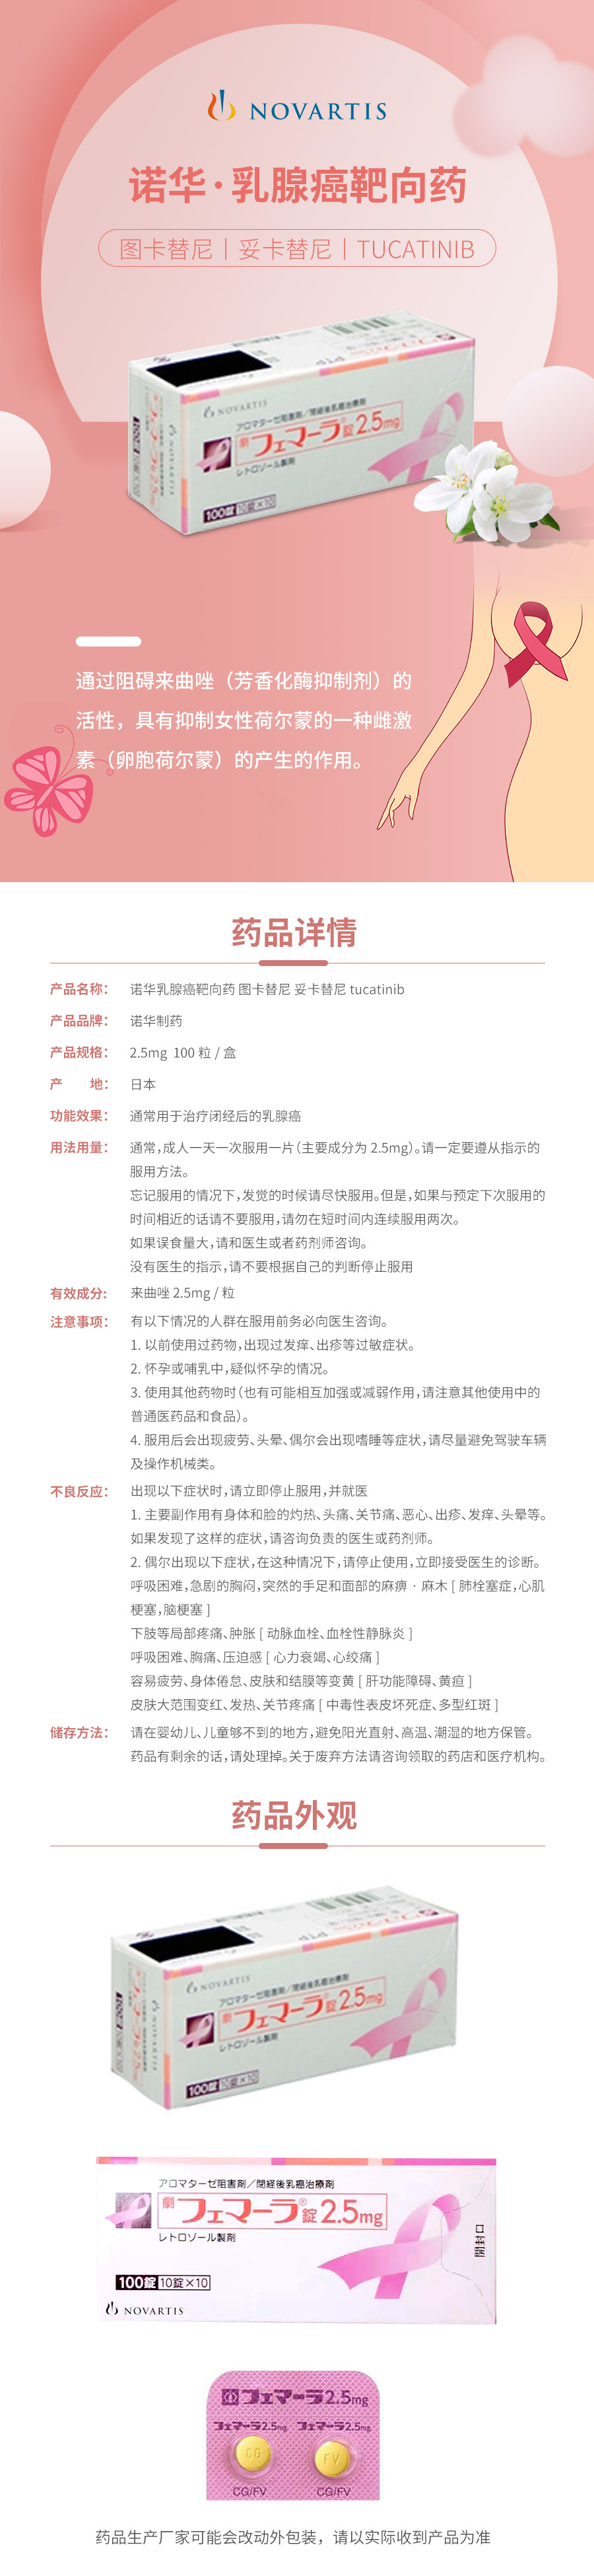 NOVARTIS
诺华·乳腺癌靶向药
图卡替尼丨妥卡替尼丨TUCATINIB
NOVARTIS
アロマターゼ阻害剤/閉経後乳癌治療剤
劇 フェマーラ錠2.5mg
レトロゾール製剤
100錠 10錠×10
通过阻碍来曲唑（芳香化酶抑制剂）的
活性，具有抑制女性荷尔蒙的一种雌激
素（卵胞荷尔蒙）的产生的作用。
药品详情
产品名称： 诺华乳腺癌靶向药 图卡替尼 妥卡替尼 tucatinib
产品品牌： 诺华制药
产品规格： 2.5mg 100 粒 / 盒
产 地： 日本
功能效果： 通常用于治疗闭经后的乳腺癌
用法用量： 通常，成人一天一次服用一片（主要成分为 2.5mg）。请一定要遵从指示的
服用方法。
忘记服用的情况下，发觉的时候请尽快服用。但是，如果与预定下次服用的
时间相近的话请不要服用，请勿在短时间内连续服用两次。
如果误食量大，请和医生或者药剂师咨询。
没有医生的指示，请不要根据自己的判断停止服用
有效成分： 来曲唑 2.5mg / 粒
注意事项： 有以下情况的人群在服用前务必向医生咨询。
1. 以前使用过药物，出现过发痒、出疹等过敏症状。
2. 怀孕或哺乳中，疑似怀孕的情况。
3. 使用其他药物时（也有可能相互加强或减弱作用，请注意其他使用中的
普通医药品和食品）。
4. 服用后会出现疲劳、头晕、偶尔会出现嗜睡等症状，请尽量避免驾驶车辆
及操作机械类。
不良反应： 出现以下症状时，请立即停止服用，并就医
1. 主要副作用有身体和脸的灼热、头痛、关节痛、恶心、出疹、发痒、头晕等。
如果发现了这样的症状，请咨询负责的医生或药剂师。
2. 偶尔出现以下症状，在这种情况下，请停止使用，立即接受医生的诊断。
呼吸困难，急剧的胸闷，突然的手足和面部的麻痹 · 麻木 [ 肺栓塞症，心肌
梗塞，脑梗塞 ]
下肢等局部疼痛、肿胀 [ 动脉血栓、血栓性静脉炎 ]
呼吸困难、胸痛、压迫感 [ 心力衰竭、心绞痛 ]
容易疲劳、身体倦怠、皮肤和结膜等变黄 [ 肝功能障碍、黄疸 ]
皮肤大范围变红、发热、关节疼痛 [ 中毒性表皮坏死症、多型红斑 ]
储存方法： 请在婴幼儿、儿童够不到的地方，避免阳光直射、高温、潮湿的地方保管。
药品有剩余的话，请处理掉。关于废弃方法请咨询领取的药店和医疗机构。
药品外观
NOVARTIS
アロマターゼ阻害剤/閉経後乳癌治療剤
劇 フェマーラ錠2.5mg
レトロゾール製剤
100錠 10錠×10
アロマターゼ阻害剤／閉経後乳癌治療剤
劇 フェマーラ®錠2.5mg
レトロゾール製剤
開封口
100錠 10錠×10
NOVARTIS
フェマーラ2.5mg
フェマーラ2.5mg フェマーラ2.5mg
CG FV
CG/FV CG/FV
药品生产厂家可能会改动外包装，请以实际收到产品为准